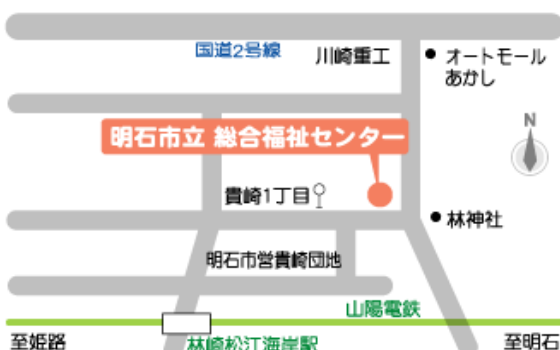 国道2号線
川崎重工
オートモール
あかし
明石市立 総合福祉センター
N
貴崎1丁目
林神社
明石市営貴崎団地
山陽電鉄
至姫路
林崎松江海岸駅
至明石